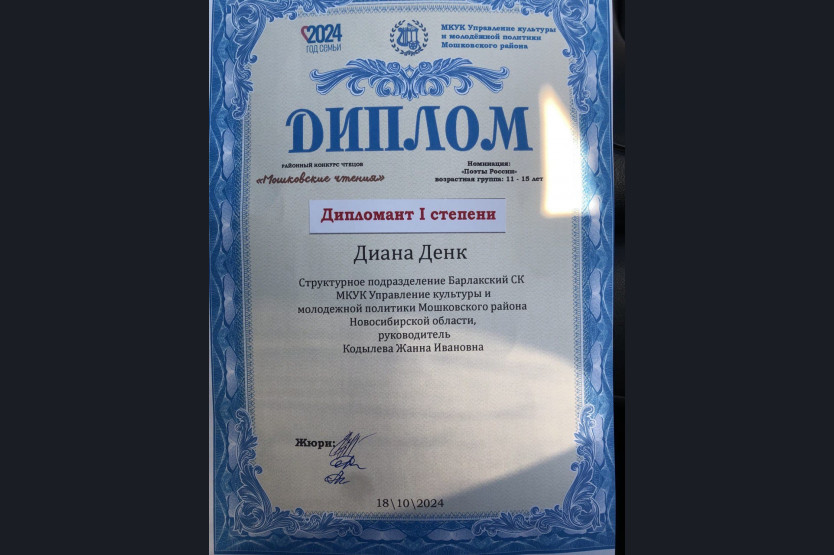 2024
ГОД СЕМЬИ
МКУК Управление культуры
и молодёжной политики
Мошковского района
ДИПЛОМ
РАЙОННЫЙ КОНКУРС ЧТЕЦОВ
«Мошковские чтения»
Номинация:
«Поэты России»
возрастная группа: 11 - 15 лет
Дипломант I степени
Диана Денк
Структурное подразделение Барлакский СК
МКУК Управление культуры и
молодежной политики Мошковского района
Новосибирской области,
руководитель
Кодылева Жанна Ивановна
Жюри:
18\10\2024